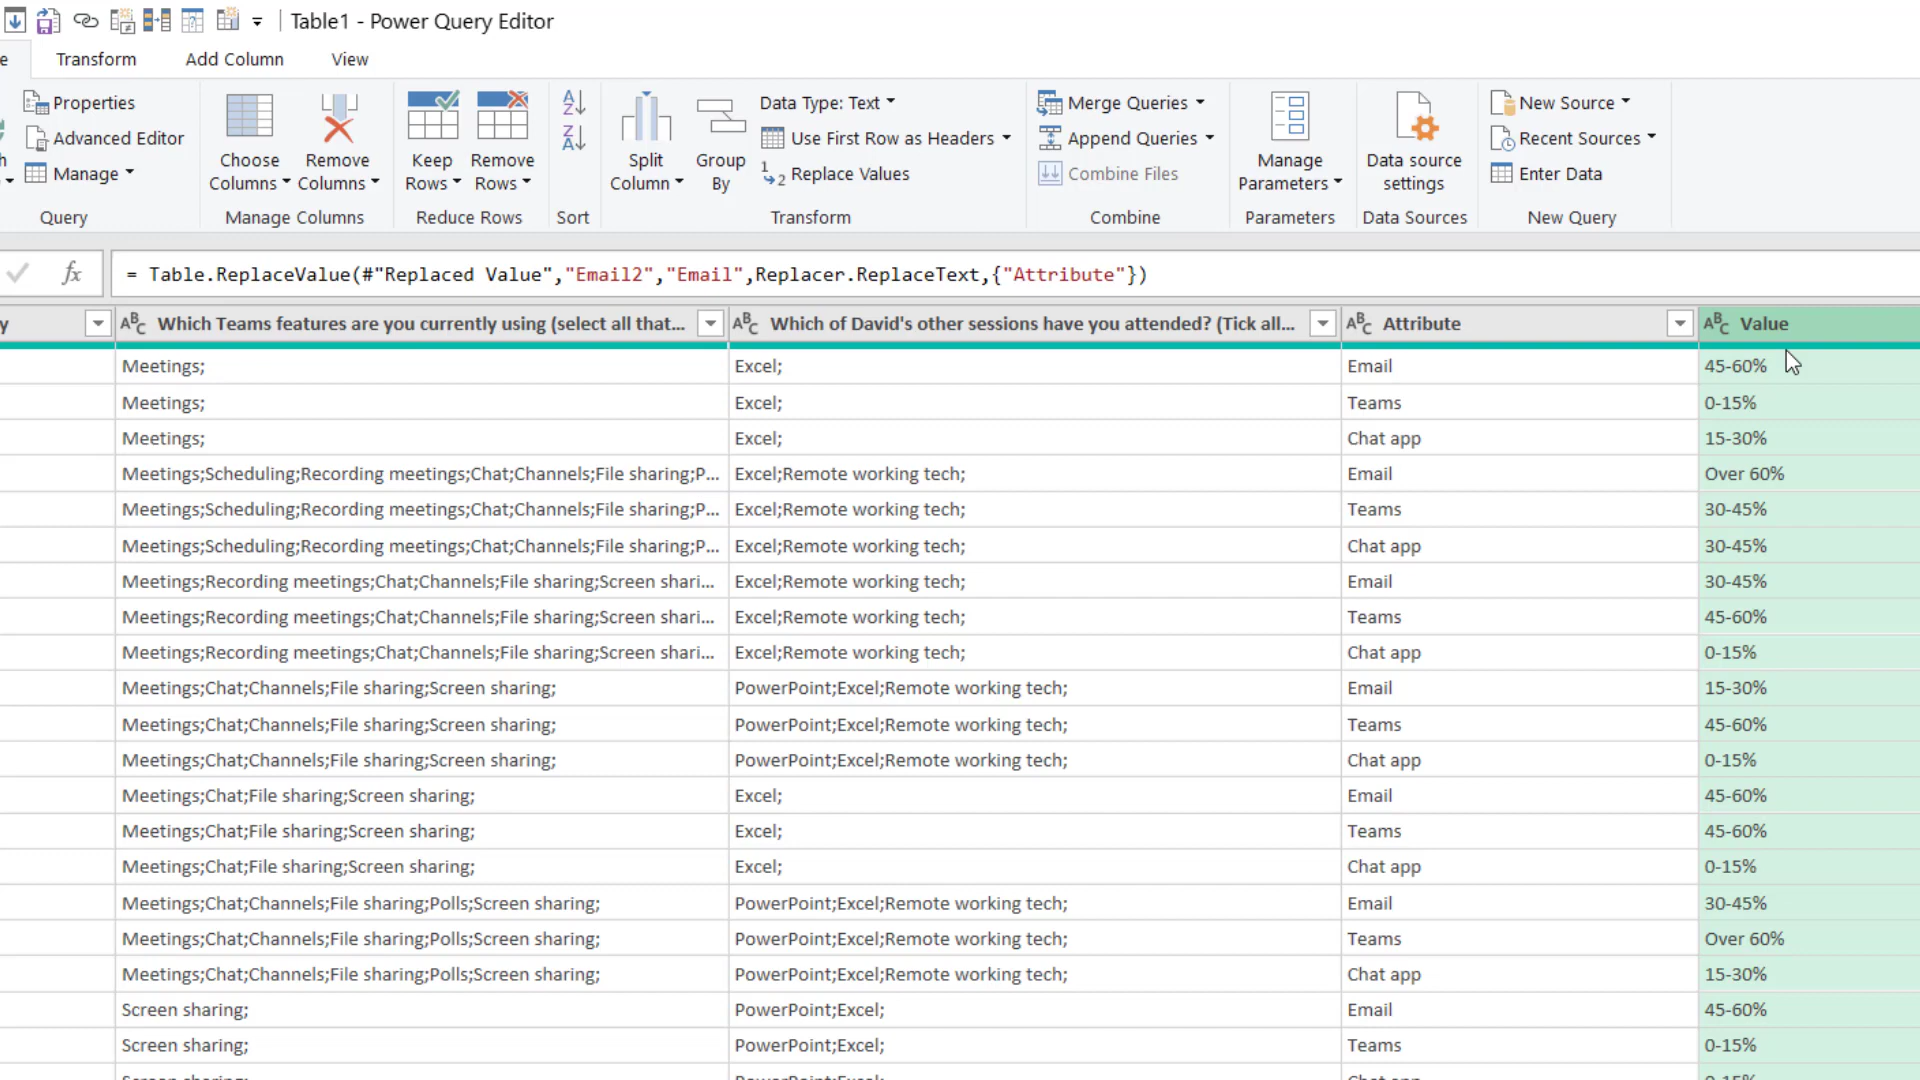 Table1 - Power Query Editor
e Transform Add Column View
Properties
Advanced Editor
Manage
Query
Choose Columns
Remove Columns
Manage Columns
Keep Rows
Remove Rows
Reduce Rows
Sort
Split Column
Group By
Data Type: Text
Use First Row as Headers
Replace Values
Transform
Merge Queries
Append Queries
Combine Files
Combine
Manage Parameters
Parameters
Data source settings
Data Sources
New Source
Recent Sources
Enter Data
New Query
fx = Table.ReplaceValue(#"Replaced Value","Email2","Email",Replacer.ReplaceText,{"Attribute"})
y ABC Which Teams features are you currently using (select all that... ABC Which of David's other sessions have you attended? (Tick all... ABC Attribute ABC Value
Meetings; Excel; Email 45-60%
Meetings; Excel; Teams 0-15%
Meetings; Excel; Chat app 15-30%
Meetings;Scheduling;Recording meetings;Chat;Channels;File sharing;P... Excel;Remote working tech; Email Over 60%
Meetings;Scheduling;Recording meetings;Chat;Channels;File sharing;P... Excel;Remote working tech; Teams 30-45%
Meetings;Scheduling;Recording meetings;Chat;Channels;File sharing;P... Excel;Remote working tech; Chat app 30-45%
Meetings;Recording meetings;Chat;Channels;File sharing;Screen shari... Excel;Remote working tech; Email 30-45%
Meetings;Recording meetings;Chat;Channels;File sharing;Screen shari... Excel;Remote working tech; Teams 45-60%
Meetings;Recording meetings;Chat;Channels;File sharing;Screen shari... Excel;Remote working tech; Chat app 0-15%
Meetings;Chat;Channels;File sharing;Screen sharing; PowerPoint;Excel;Remote working tech; Email 15-30%
Meetings;Chat;Channels;File sharing;Screen sharing; PowerPoint;Excel;Remote working tech; Teams 45-60%
Meetings;Chat;Channels;File sharing;Screen sharing; PowerPoint;Excel;Remote working tech; Chat app 0-15%
Meetings;Chat;File sharing;Screen sharing; Excel; Email 45-60%
Meetings;Chat;File sharing;Screen sharing; Excel; Teams 45-60%
Meetings;Chat;File sharing;Screen sharing; Excel; Chat app 0-15%
Meetings;Chat;Channels;File sharing;Polls;Screen sharing; PowerPoint;Excel;Remote working tech; Email 30-45%
Meetings;Chat;Channels;File sharing;Polls;Screen sharing; PowerPoint;Excel;Remote working tech; Teams Over 60%
Meetings;Chat;Channels;File sharing;Polls;Screen sharing; PowerPoint;Excel;Remote working tech; Chat app 15-30%
Screen sharing; PowerPoint;Excel; Email 45-60%
Screen sharing; PowerPoint;Excel; Teams 0-15%